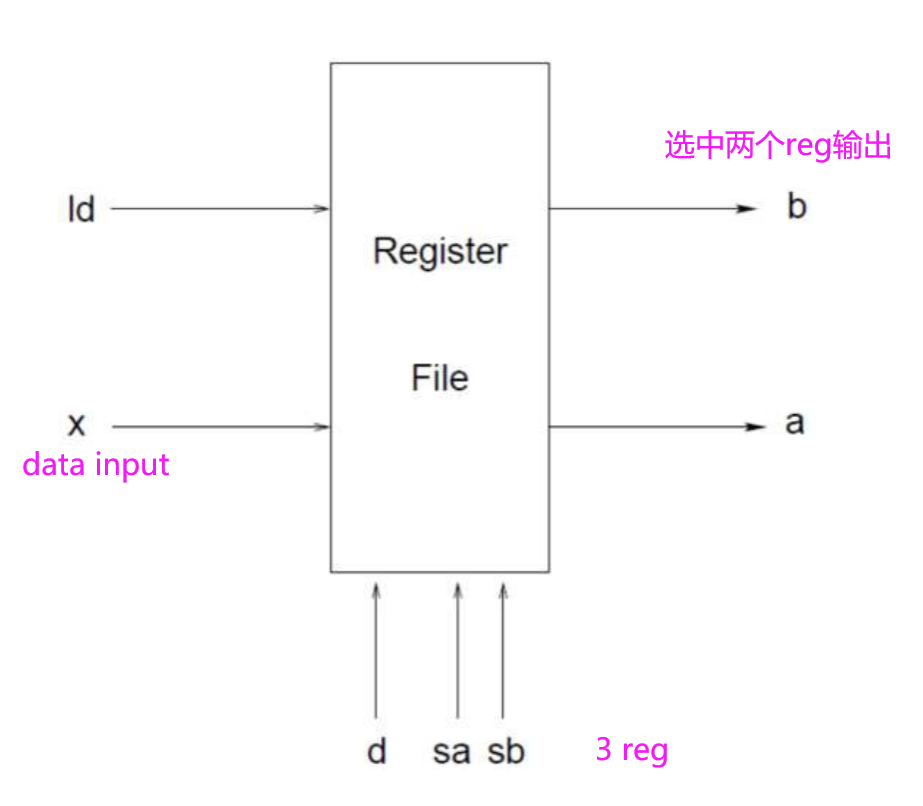 选中两个reg输出
ld
b
Register
File
x
a
data input
d
sa
sb
3 reg